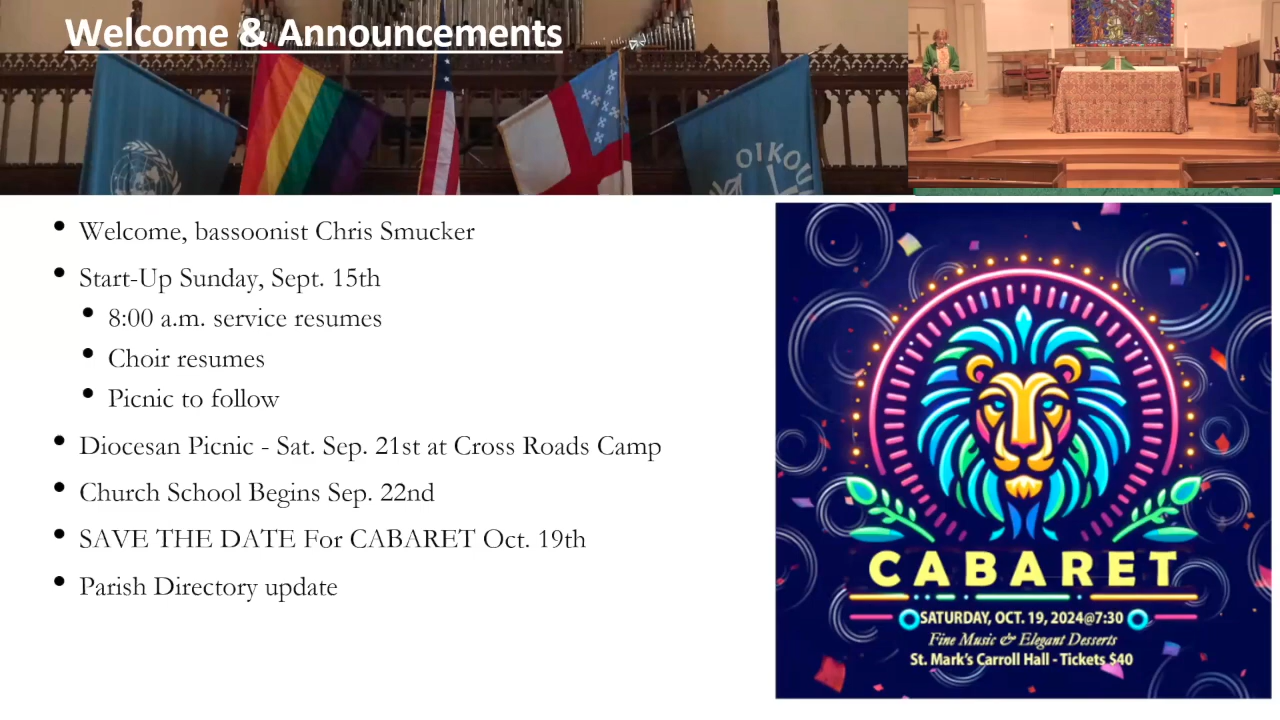 Welcome & Announcements
OIKOU
Welcome, bassoonist Chris Smucker
Start-Up Sunday, Sept. 15th
8:00 a.m. service resumes
Choir resumes
Picnic to follow
Diocesan Picnic - Sat. Sep. 21st at Cross Roads Camp
Church School Begins Sep. 22nd
SAVE THE DATE For CABARET Oct. 19th
Parish Directory update
CABARET
SATURDAY, OCT. 19, 2024@7:30
Fine Music & Elegant Desserts
St. Mark's Carroll Hall - Tickets $40